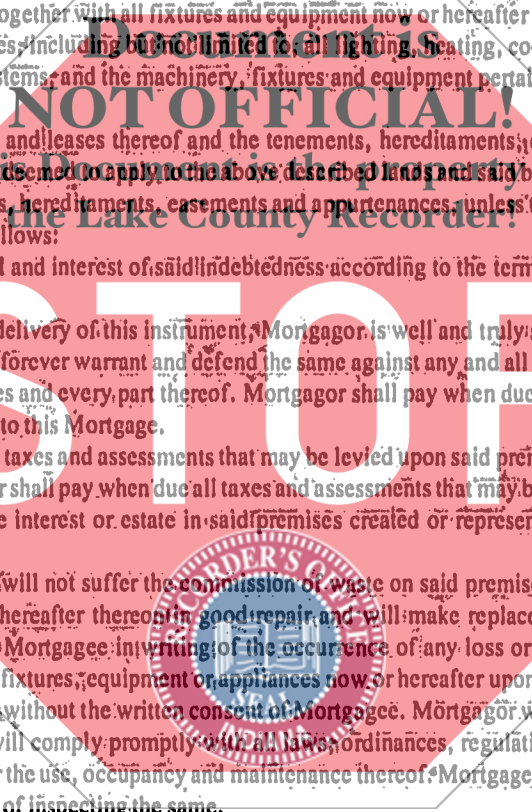 ogether with all fixtures and equipment now or hereafter
Document is
es, including but not limited to, all lighting, heating, co
stems, and the machinery, fixtures and equipment pertai
NOT OFFICIAL!
and leases thereof and the tenements, hereditaments,
is Document is the property
deemed to apply to the above described lands and said b
s, hereditaments, easements and appurtenances, unless
the Lake County Recorder!
llows:
l and interest of said indebtedness according to the term
STOP
delivery of this instrument, Mortgagor is well and truly
forever warrant and defend the same against any and all
es and every part thereof. Mortgagor shall pay when due
to this Mortgage.
taxes and assessments that may be levied upon said prem
r shall pay when due all taxes and assessments that may b
e interest or estate in said premises created or represen
will not suffer the commission of waste on said premise
RECORDER'S OFFICE
hereafter thereon in good repair and will make replace
Mortgagee in writing of the occurrence of any loss or
fixtures, equipment or appliances now or hereafter upon
SEAL
without the written consent of Mortgagee. Mortgagor w
INDIANA
will comply promptly with all laws, ordinances, regulati
the use, occupancy and maintenance thereof. Mortgage
of inspecting the same.